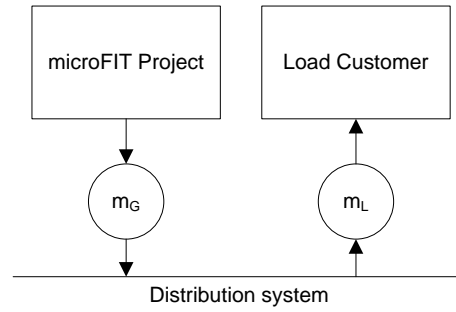 microFIT Project
Load Customer
mG
mL
Distribution system